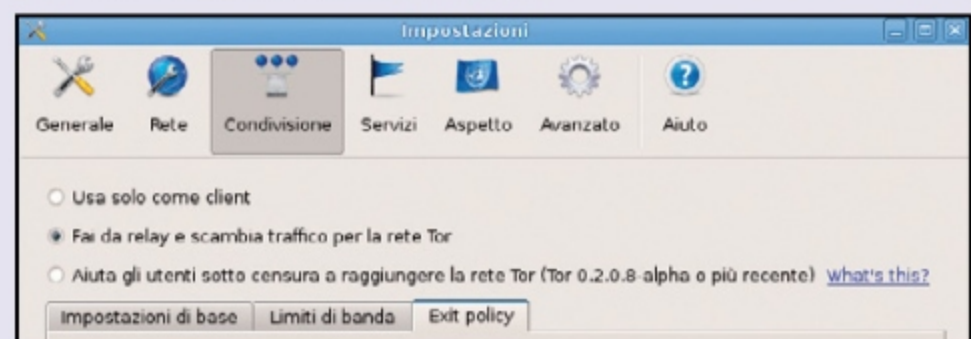 Impostazioni
Generale Rete Condivisione Servizi Aspetto Avanzato Aiuto
Usa solo come client
Fai da relay e scambia traffico per la rete Tor
Aiuta gli utenti sotto censura a raggiungere la rete Tor (Tor 0.2.0.8-alpha o più recente) What's this?
Impostazioni di base Limiti di banda Exit policy